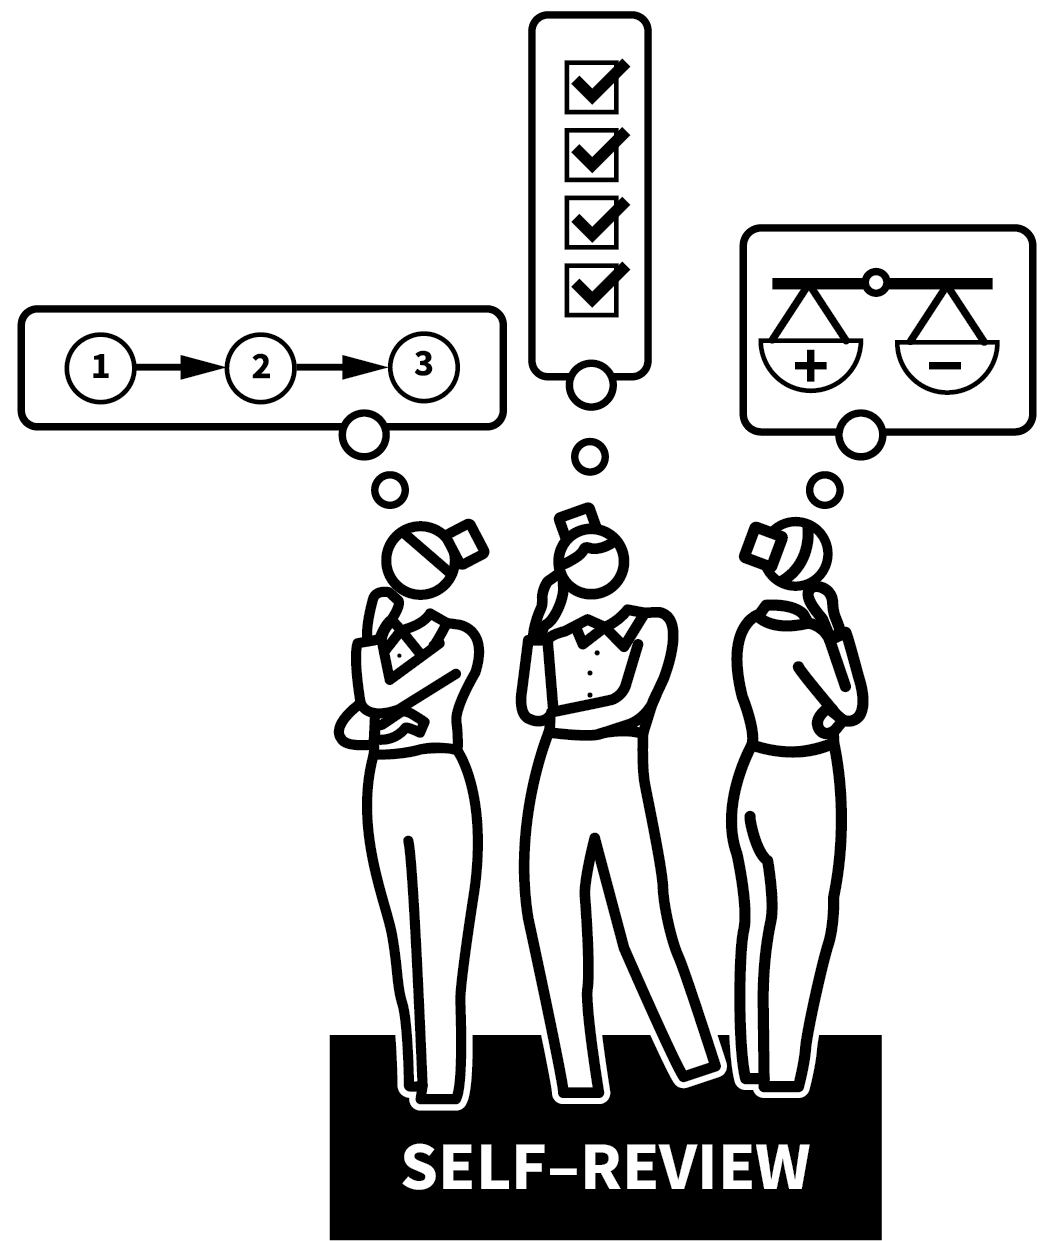 1 2 3
+ –
SELF–REVIEW